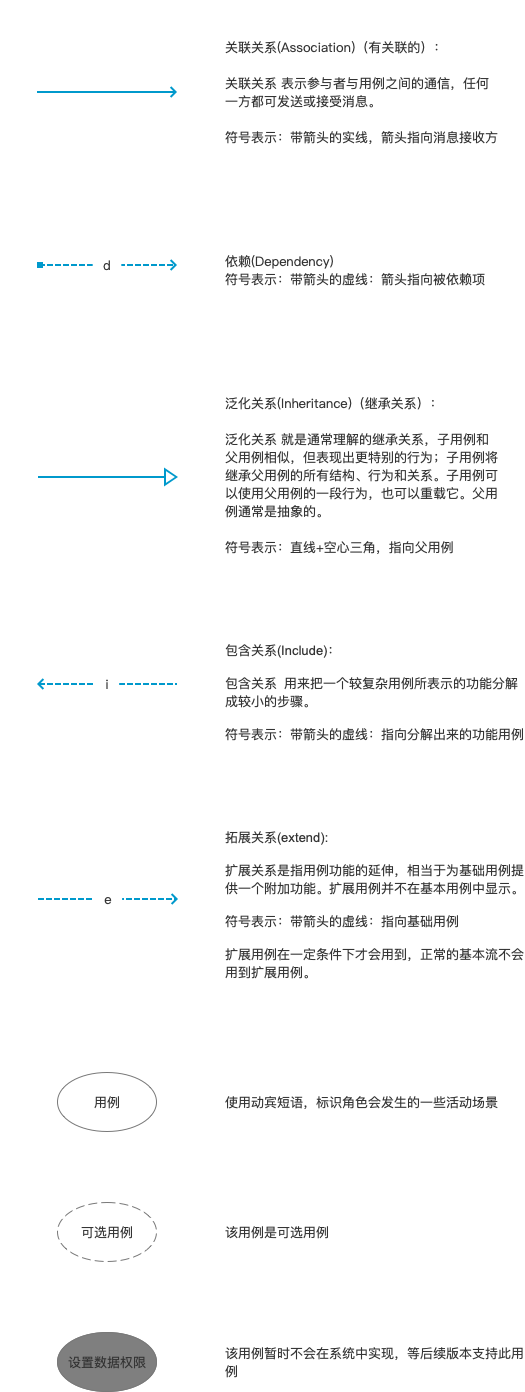 关联关系(Association)（有关联的）：
关联关系 表示参与者与用例之间的通信，任何
一方都可发送或接受消息。
符号表示：带箭头的实线，箭头指向消息接收方
d
依赖(Dependency)
符号表示：带箭头的虚线：箭头指向被依赖项
泛化关系(Inheritance)（继承关系）：
泛化关系 就是通常理解的继承关系，子用例和
父用例相似，但表现出更特别的行为；子用例将
继承父用例的所有结构、行为和关系。子用例可
以使用父用例的一段行为，也可以重载它。父用
例通常是抽象的。
符号表示：直线+空心三角，指向父用例
包含关系(Include):
i
包含关系  用来把一个较复杂用例所表示的功能分解
成较小的步骤。
符号表示：带箭头的虚线：指向分解出来的功能用例
拓展关系(extend):
扩展关系是指用例功能的延伸，相当于为基础用例提
供一个附加功能。扩展用例并不在基本用例中显示。
e
符号表示：带箭头的虚线：指向基础用例
扩展用例在一定条件下才会用到，正常的基本流不会
用到扩展用例。
用例
使用动宾短语，标识角色会发生的一些活动场景
可选用例
该用例是可选用例
设置数据权限
该用例暂时不会在系统中实现，等后续版本支持此用
例